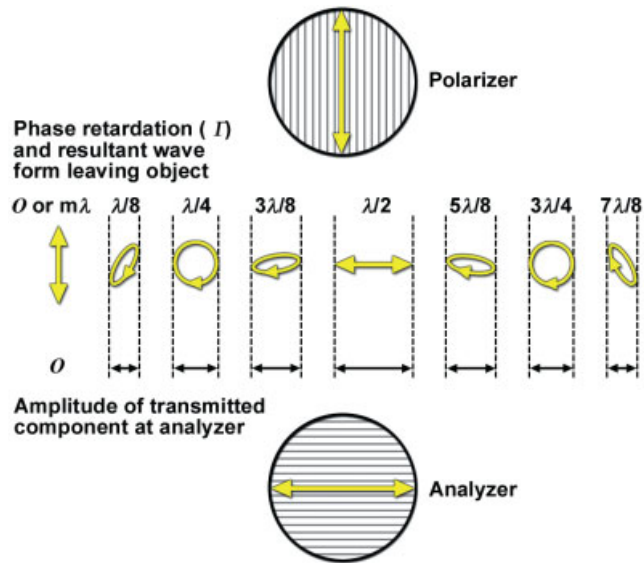 Polarizer
Phase retardation ( Γ)
and resultant wave
form leaving object
O or mλ λ/8 λ/4 3λ/8 λ/2 5λ/8 3λ/4 7λ/8
O
Amplitude of transmitted
component at analyzer
Analyzer